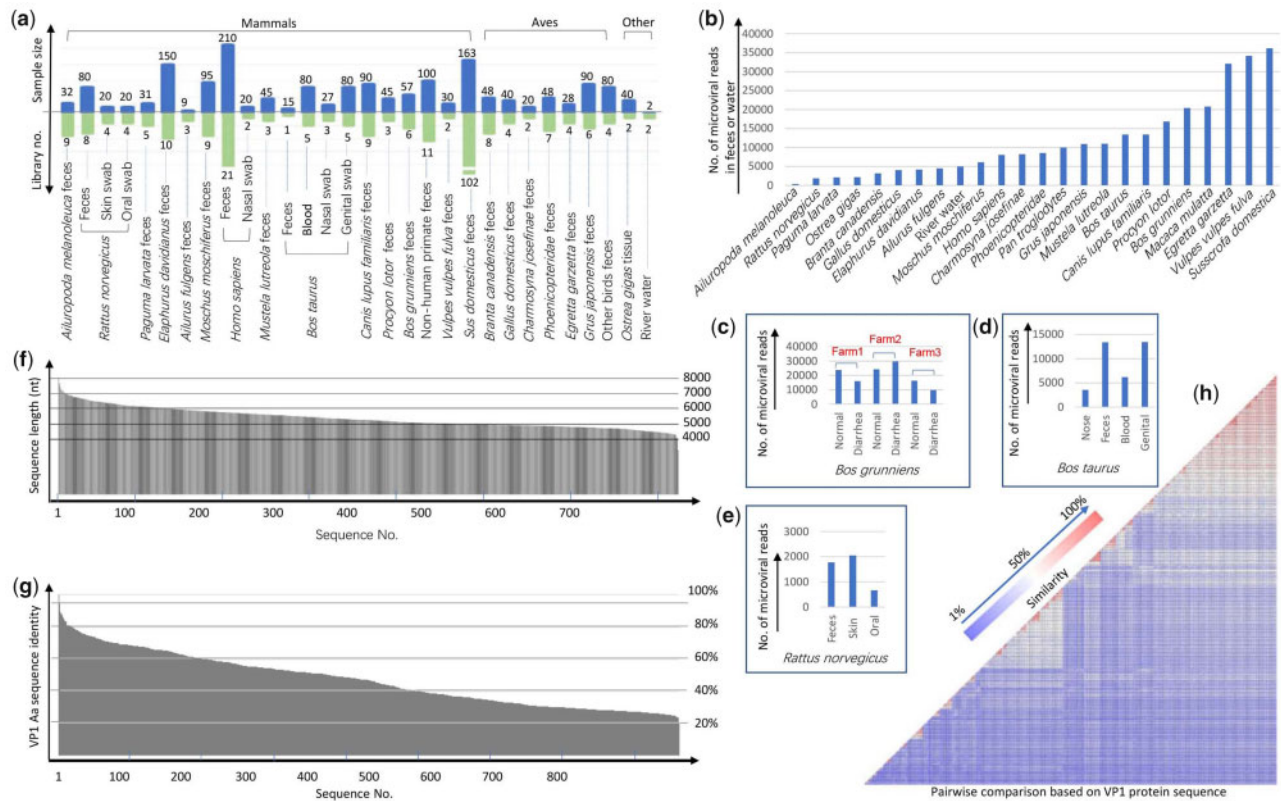 (a)
Mammals
Aves
Other
Sample size
Library no.
32 80 20 20 31 150 9 95 210 20 45 15 80 27 80 90 45 57 100 30 163 48 40 20 48 28 90 80 40 2
9 8 4 4 5 10 3 9 21 2 3 1 5 3 5 9 3 6 11 2 102 8 4 2 7 4 6 4 2 2
Ailuropoda melanoleuca feces
Feces
Skin swab
Oral swab
Rattus norvegicus
Paguma larvata feces
Elaphurus davidianus feces
Ailurus fulgens feces
Moschus moschiferus feces
Feces
Nasal swab
Homo sapiens
Mustela lutreola feces
Feces
Blood
Nasal swab
Genital swab
Bos taurus
Canis lupus familiaris feces
Procyon lotor feces
Bos grunniens feces
Non-human primate feces
Vulpes vulpes fulva feces
Sus domesticus feces
Branta canadensis feces
Gallus domesticus feces
Charmosyna josefinae feces
Phoenicopteridae feces
Egretta garzetta feces
Grus japonensis feces
Other birds feces
Ostrea gigas tissue
River water
(b)
No. of microviral reads
in feces or water
40000
35000
30000
25000
20000
15000
10000
5000
0
Ailuropoda melanoleuca
Rattus norvegicus
Paguma larvata
Ostrea gigas
Branta canadensis
Gallus domesticus
Elaphurus davidianus
Ailurus fulgens
River water
Moschus moschiferus
Homo sapiens
Charmosyna josefinae
Phoenicopteridae
Pan troglodytes
Grus japonensis
Mustela lutreola
Bos taurus
Canis lupus familiaris
Procyon lotor
Bos grunniens
Macaca mulatta
Egretta garzetta
Vulpes vulpes fulva
Susscrofa domestica
(c)
No. of microviral reads
40000
30000
20000
10000
0
Farm1
Farm2
Farm3
Normal
Diarrhea
Normal
Diarrhea
Normal
Diarrhea
Bos grunniens
(d)
No. of microviral reads
15000
10000
5000
0
Nose
Feces
Blood
Genital
Bos taurus
(e)
No. of microviral reads
3000
2000
1000
0
Feces
Skin
Oral
Rattus norvegicus
(f)
Sequence length (nt)
8000
7000
6000
5000
4000
1 100 200 300 400 500 600 700
Sequence No.
(g)
VP1 Aa sequence identity
100%
80%
60%
40%
20%
1 100 200 300 400 500 600 700 800
Sequence No.
(h)
1%
50%
100%
Similarity
Pairwise comparison based on VP1 protein sequence